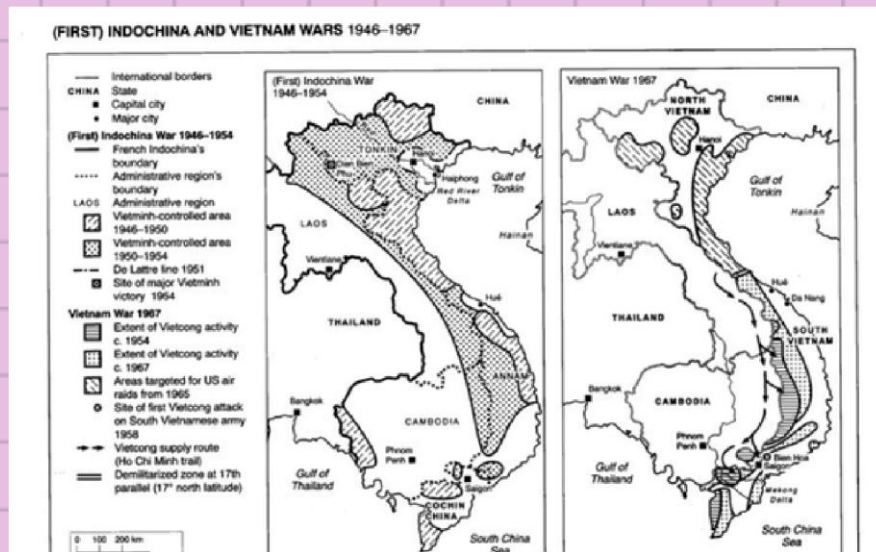 (FIRST) INDOCHINA AND VIETNAM WARS 1946–1967
International borders
CHINA State
Capital city
Major city
(First) Indochina War 1946–1954
French Indochina's
boundary
Administrative region's
boundary
LAOS Administrative region
Vietminh-controlled area
1946–1950
Vietminh-controlled area
1950–1954
De Lattre line 1951
Site of major Vietminh
victory 1954
Vietnam War 1967
Extent of Vietcong activity
c. 1954
Extent of Vietcong activity
c. 1967
Areas targeted for US air
raids from 1965
Site of first Vietcong attack
on South Vietnamese army
1958
Vietcong supply route
(Ho Chi Minh trail)
Demilitarized zone at 17th
parallel (17° north latitude)
0 100 200 km
(First) Indochina War
1946–1954
CHINA
TONKIN
Hanoi
Dien Bien
Phu
Haiphong
Red River
Delta
Gulf of
Tonkin
LAOS
Hainan
Vientiane
Hué
THAILAND
ANNAM
Bangkok
CAMBODIA
Phnom
Penh
Saigon
Gulf of
Thailand
COCHIN
CHINA
South China
Sea
Vietnam War 1967
NORTH
VIETNAM
CHINA
Hanoi
Gulf of
Tonkin
LAOS
Hainan
Vientiane
Hué
Da Nang
THAILAND
SOUTH
VIETNAM
Bangkok
CAMBODIA
Phnom
Penh
Bien Hoa
Saigon
Gulf of
Thailand
Mekong
Delta
South China
Sea